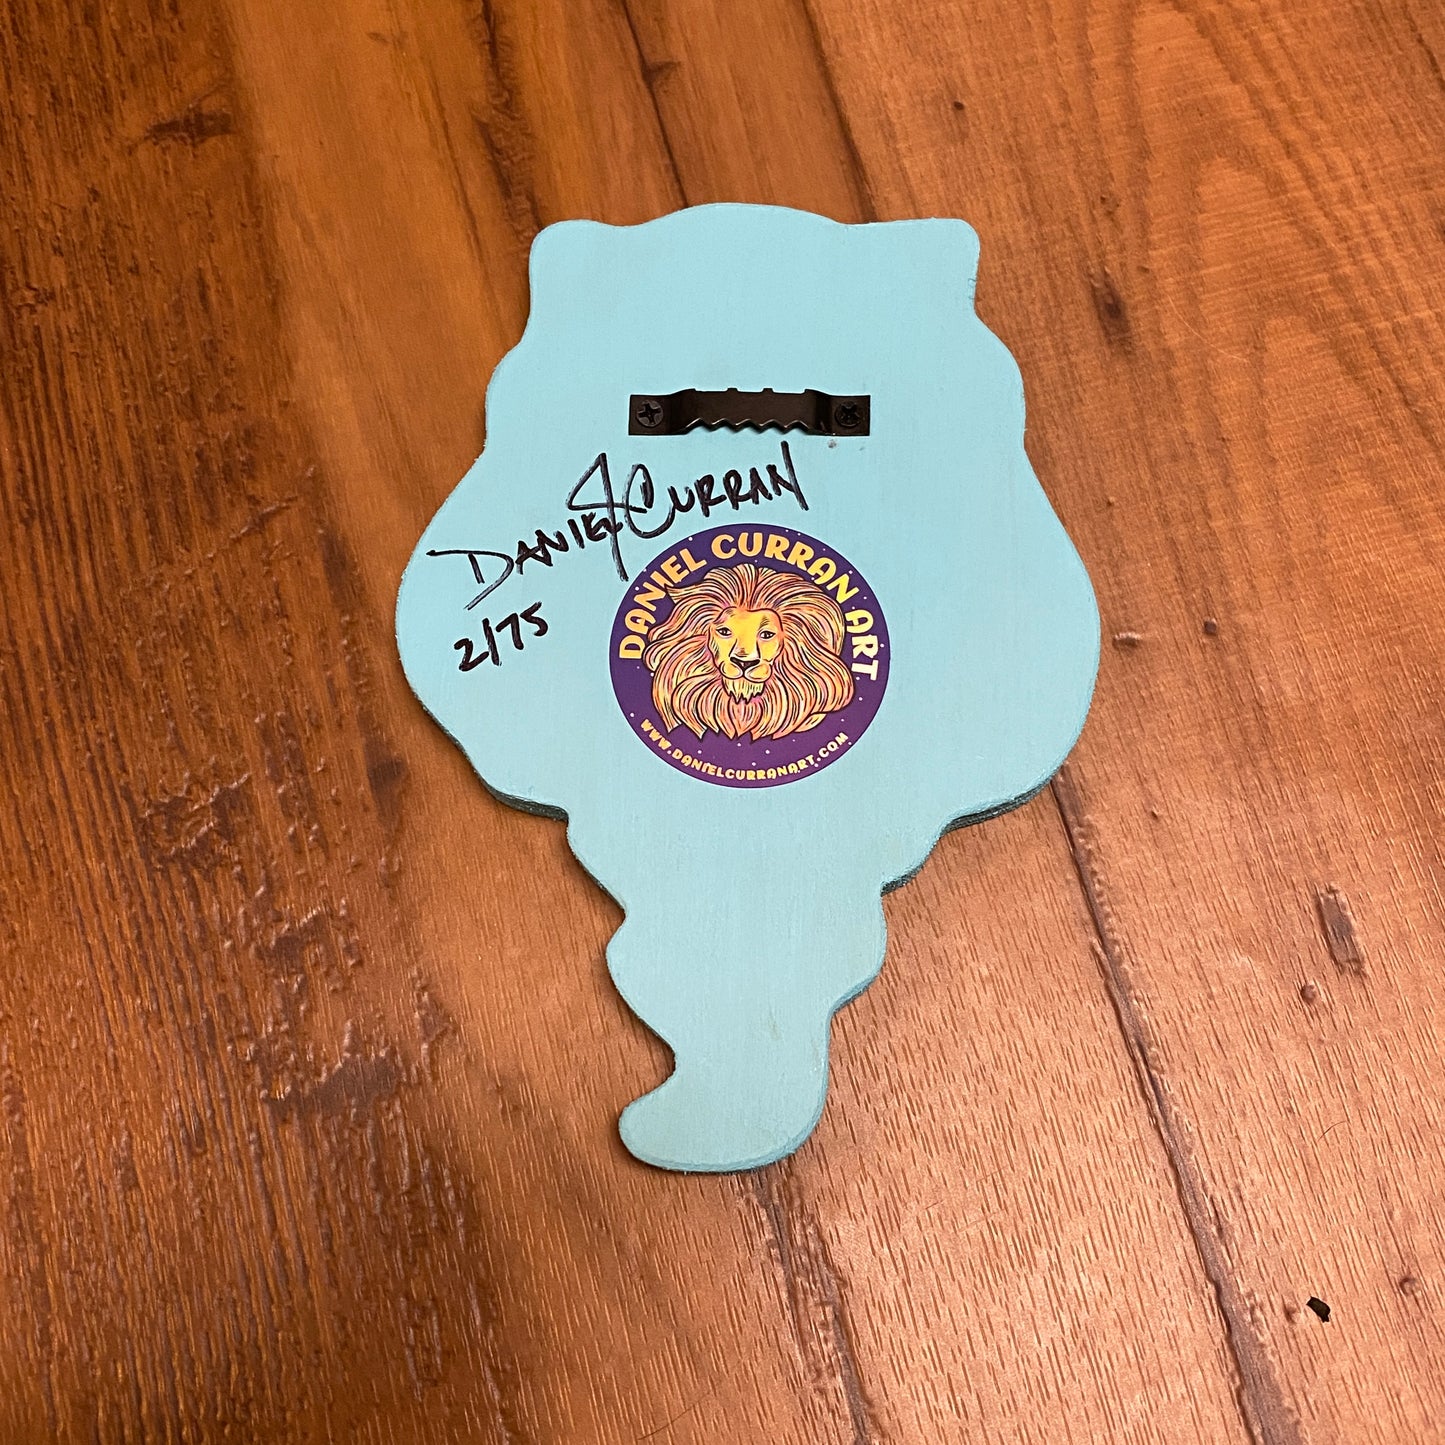 DANIEL J CURRAN
2/75
DANIEL CURRAN ART
WWW.DANIELCURRANART.COM